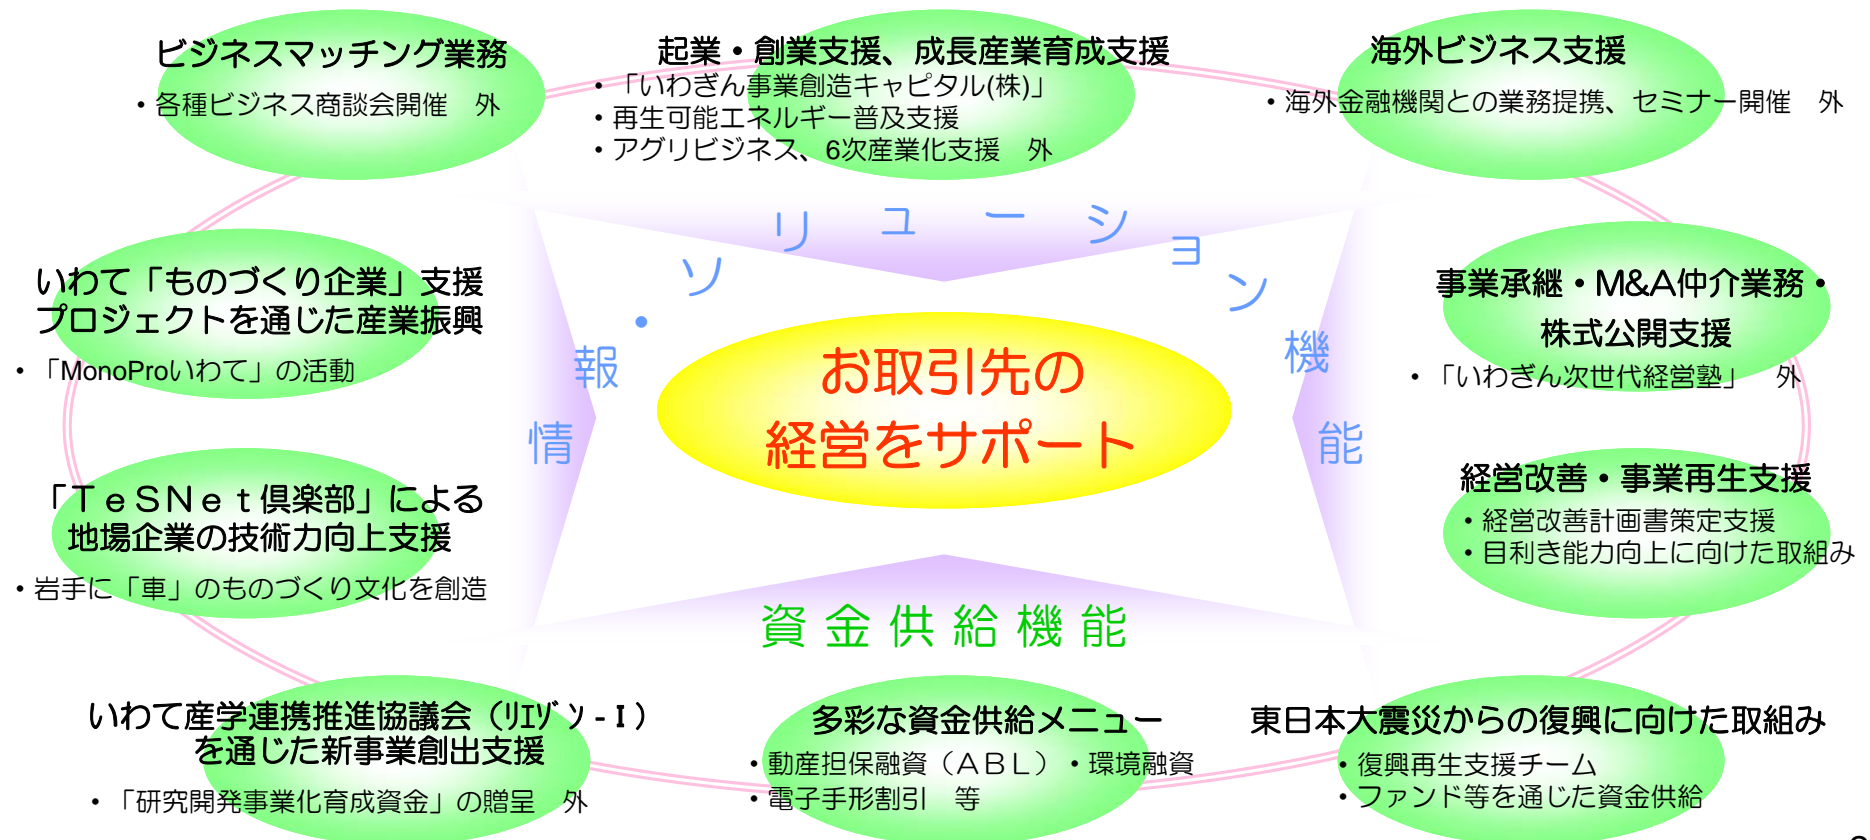 ビジネスマッチング業務
・各種ビジネス商談会開催　外
起業・創業支援、成長産業育成支援
・「いわぎん事業創造キャピタル(株)」
・再生可能エネルギー普及支援
・アグリビジネス、6次産業化支援　外
海外ビジネス支援
・海外金融機関との業務提携、セミナー開催　外
いわて「ものづくり企業」支援
プロジェクトを通じた産業振興
・「MonoProいわて」の活動
情報・ソリューション機能
事業承継・M&A仲介業務・
株式公開支援
・「いわぎん次世代経営塾」　外
お取引先の
経営をサポート
「ＴｅＳＮｅｔ倶楽部」による
地場企業の技術力向上支援
・岩手に「車」のものづくり文化を創造
経営改善・事業再生支援
・経営改善計画書策定支援
・目利き能力向上に向けた取組み
資金供給機能
いわて産学連携推進協議会（ﾘｴｿﾞﾝ-Ｉ）
を通じた新事業創出支援
・「研究開発事業化育成資金」の贈呈　外
多彩な資金供給メニュー
・動産担保融資（ＡＢＬ）・環境融資
・電子手形割引　等
東日本大震災からの復興に向けた取組み
・復興再生支援チーム
・ファンド等を通じた資金供給